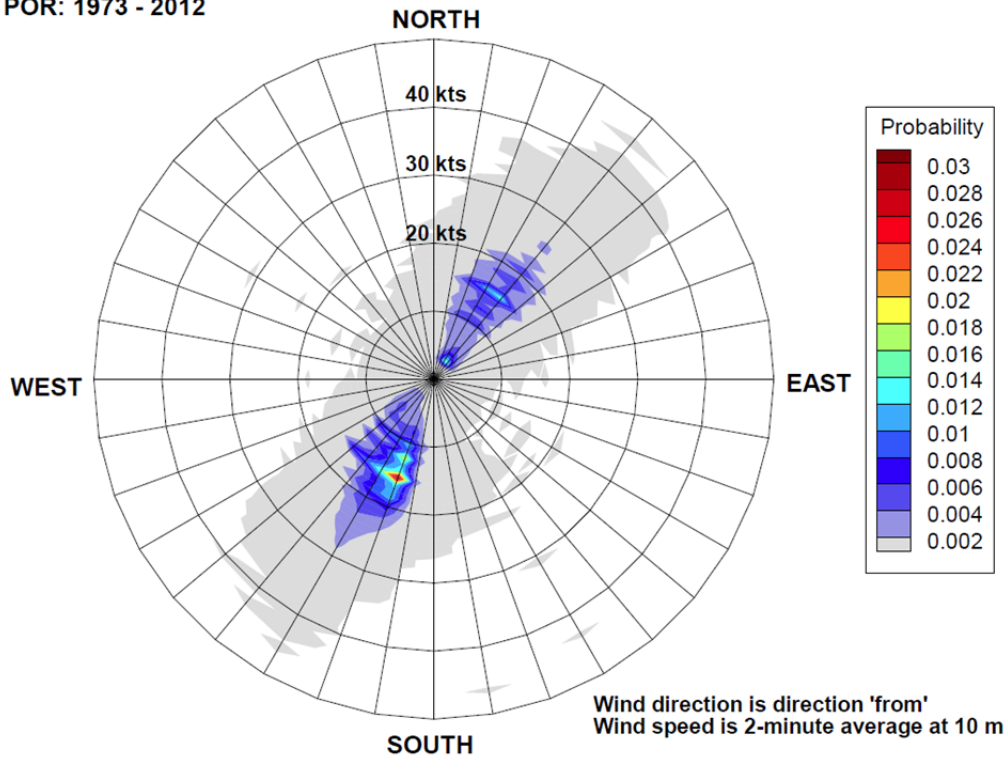 POR: 1973 - 2012
NORTH
40 kts
30 kts
20 kts
WEST
EAST
SOUTH
Probability
0.03
0.028
0.026
0.024
0.022
0.02
0.018
0.016
0.014
0.012
0.01
0.008
0.006
0.004
0.002
Wind direction is direction 'from'
Wind speed is 2-minute average at 10 m